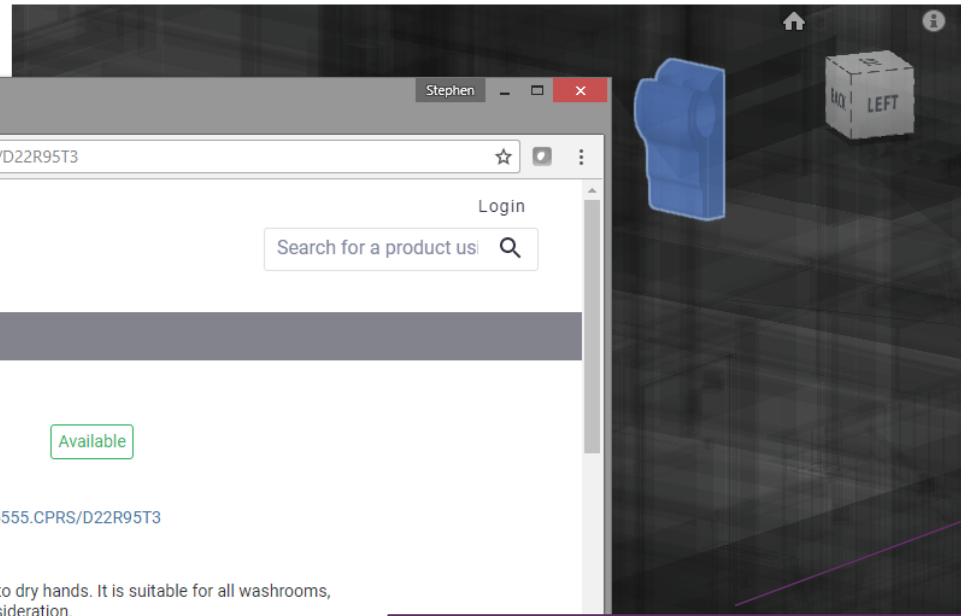 Stephen
/D22R95T3
BACK
LEFT
Login
Search for a product usi
Available
555.CPRS/D22R95T3
to dry hands. It is suitable for all washrooms,
sideration.